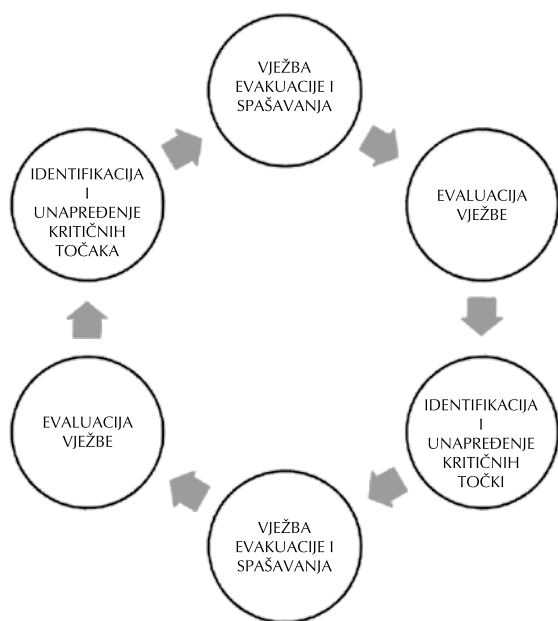 VJEŽBA
EVAKUACIJE I
SPAŠAVANJA
EVALUACIJA
VJEŽBE
IDENTIFIKACIJA
I
UNAPREĐENJE
KRITIČNIH
TOČKI
VJEŽBA
EVAKUACIJE I
SPAŠAVANJA
EVALUACIJA
VJEŽBE
IDENTIFIKACIJA
I
UNAPREĐENJE
KRITIČNIH
TOČAKA